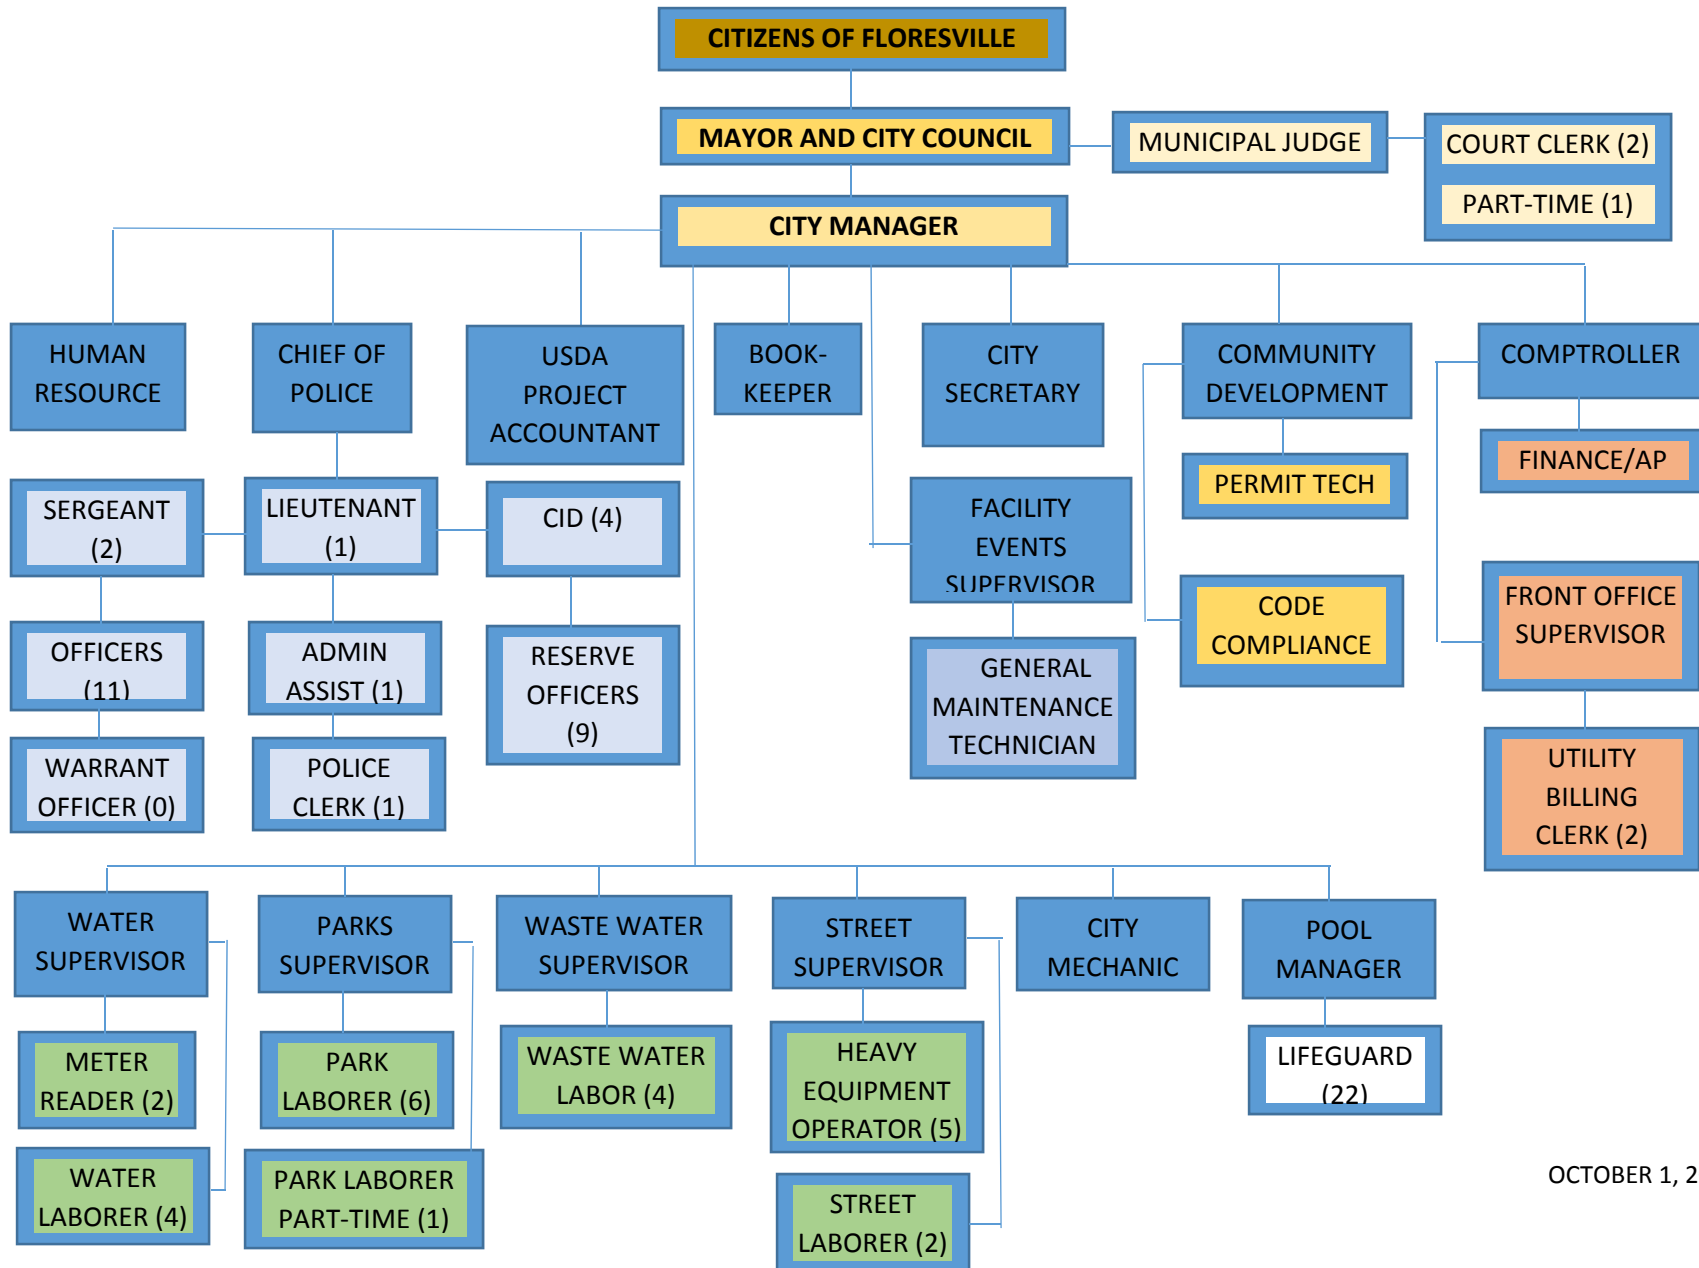 CITIZENS OF FLORESVILLE
MAYOR AND CITY COUNCIL
MUNICIPAL JUDGE
COURT CLERK (2)
PART-TIME (1)
CITY MANAGER
HUMAN
RESOURCE
CHIEF OF
POLICE
USDA
PROJECT
ACCOUNTANT
BOOK-
KEEPER
CITY
SECRETARY
COMMUNITY
DEVELOPMENT
COMPTROLLER
FINANCE/AP
PERMIT TECH
SERGEANT
(2)
LIEUTENANT
(1)
CID (4)
FACILITY
EVENTS
SUPERVISOR
CODE
COMPLIANCE
FRONT OFFICE
SUPERVISOR
OFFICERS
(11)
ADMIN
ASSIST (1)
RESERVE
OFFICERS
(9)
GENERAL
MAINTENANCE
TECHNICIAN
WARRANT
OFFICER (0)
POLICE
CLERK (1)
UTILITY
BILLING
CLERK (2)
WATER
SUPERVISOR
PARKS
SUPERVISOR
WASTE WATER
SUPERVISOR
STREET
SUPERVISOR
CITY
MECHANIC
POOL
MANAGER
METER
READER (2)
PARK
LABORER (6)
WASTE WATER
LABOR (4)
HEAVY
EQUIPMENT
OPERATOR (5)
LIFEGUARD
(22)
WATER
LABORER (4)
PARK LABORER
PART-TIME (1)
STREET
LABORER (2)
OCTOBER 1, 2